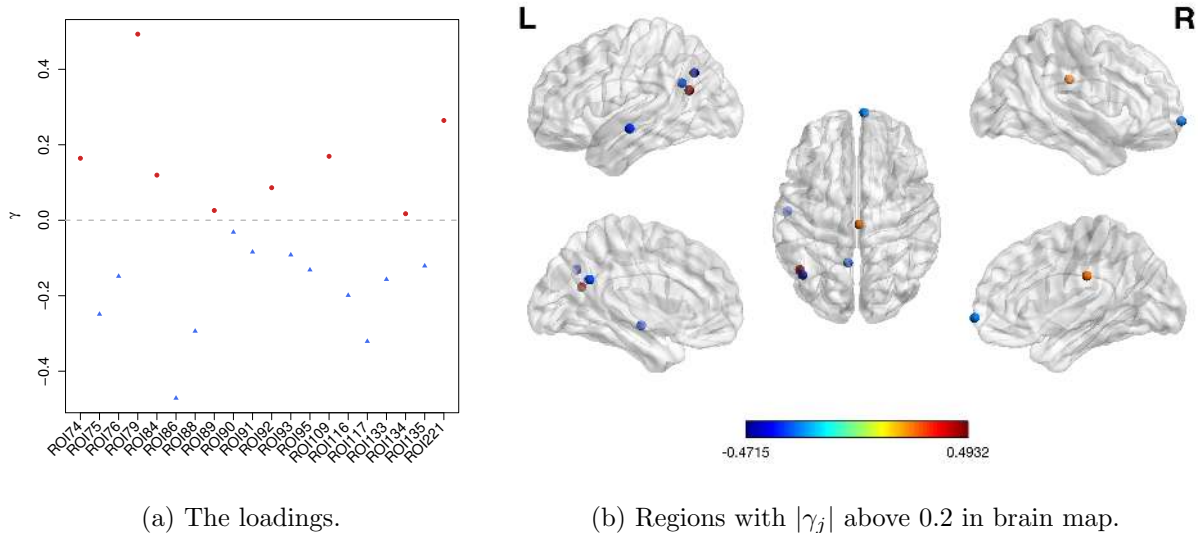 L
R
γ
0.4
0.2
0.0
−0.2
−0.4
ROI74
ROI75
ROI76
ROI79
ROI84
ROI86
ROI88
ROI89
ROI90
ROI91
ROI92
ROI93
ROI95
ROI109
ROI116
ROI117
ROI133
ROI134
ROI135
ROI221
-0.4715
0.4932
(a) The loadings.
(b) Regions with |γj| above 0.2 in brain map.